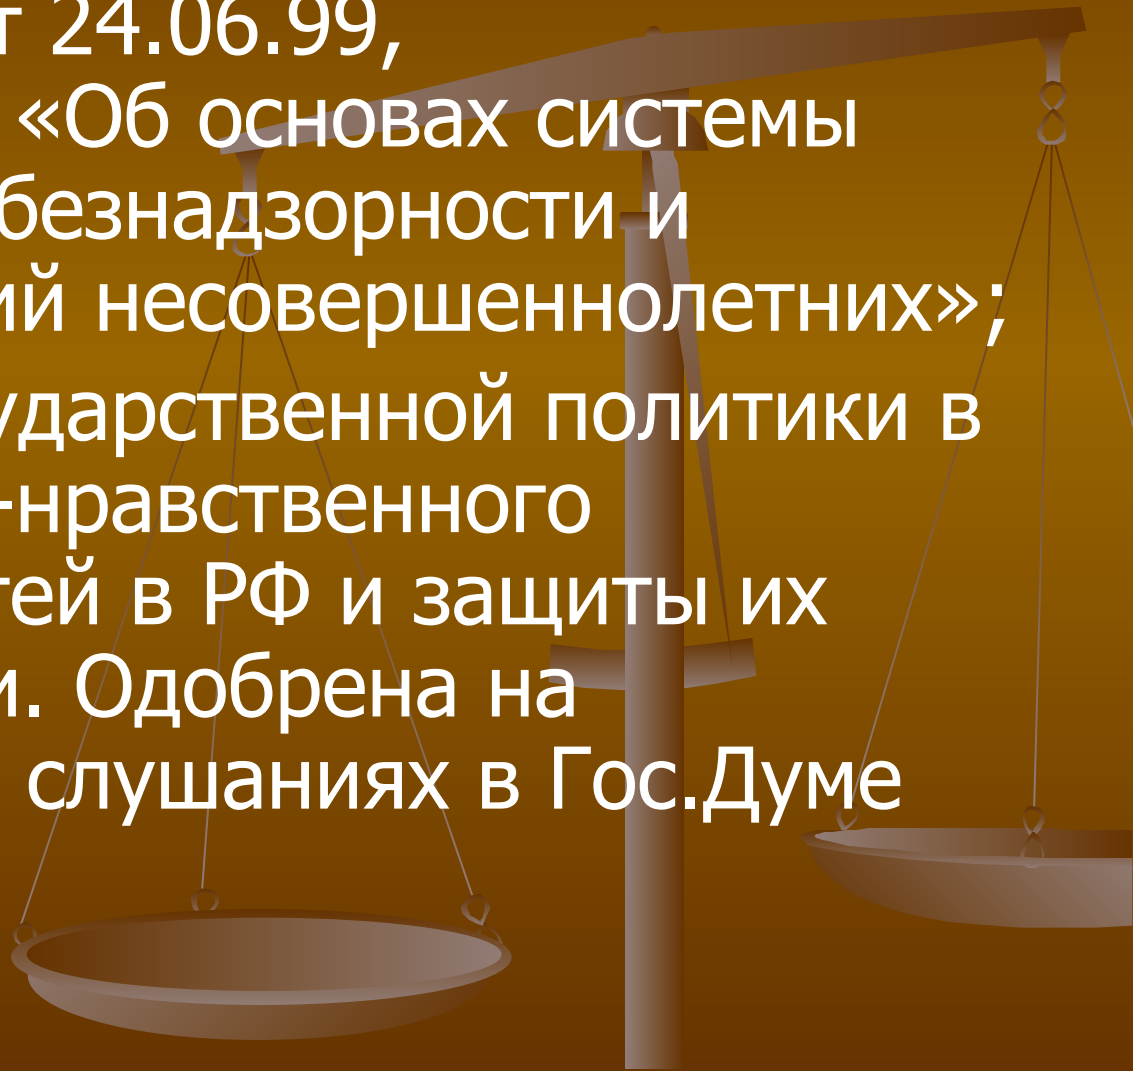 т 24.06.99,
«Об основах системы
безнадзорности и
ий несовершеннолетних»;
ударственной политики в
-нравственного
тей в РФ и защиты их
и. Одобрена на
слушаниях в Гос.Думе